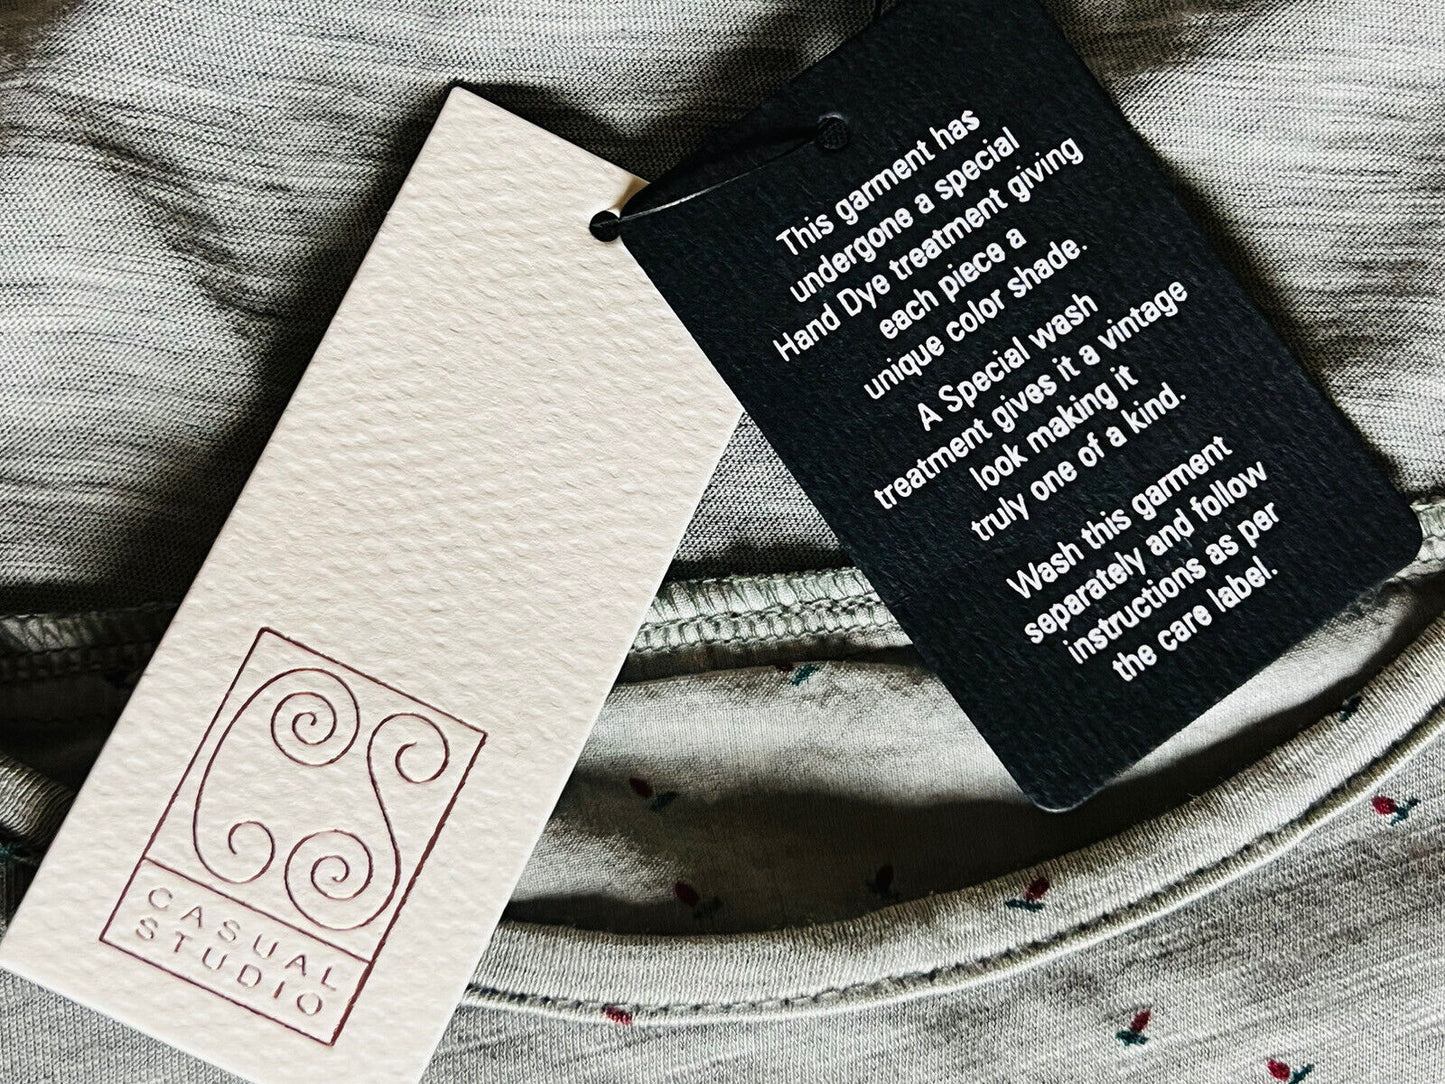 CASUAL
STUDIO
This garment has
undergone a special
Hand Dye treatment giving
each piece a
unique color shade.
A Special wash
treatment gives it a vintage
look making it
truly one of a kind.
Wash this garment
separately and follow
instructions as per
the care label.